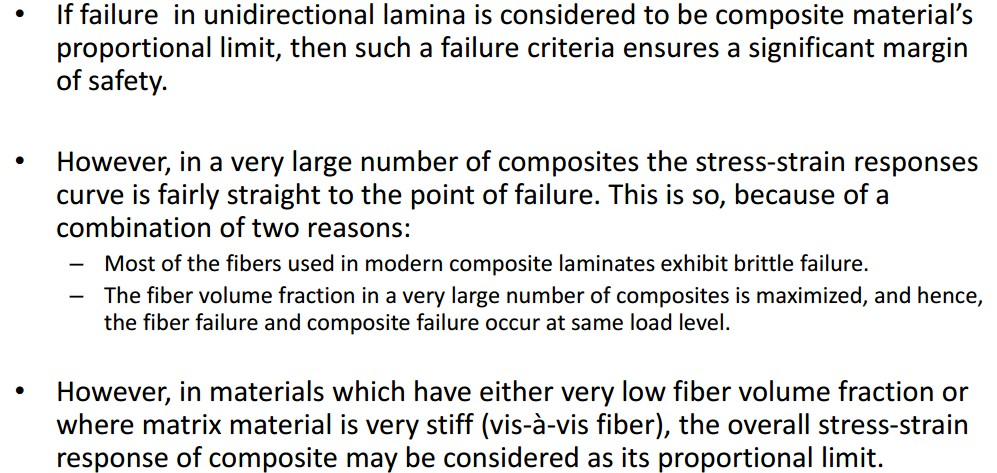 • If failure in unidirectional lamina is considered to be composite material's
proportional limit, then such a failure criteria ensures a significant margin
of safety.
• However, in a very large number of composites the stress-strain responses
curve is fairly straight to the point of failure. This is so, because of a
combination of two reasons:
– Most of the fibers used in modern composite laminates exhibit brittle failure.
– The fiber volume fraction in a very large number of composites is maximized, and hence,
the fiber failure and composite failure occur at same load level.
• However, in materials which have either very low fiber volume fraction or
where matrix material is very stiff (vis-à-vis fiber), the overall stress-strain
response of composite may be considered as its proportional limit.